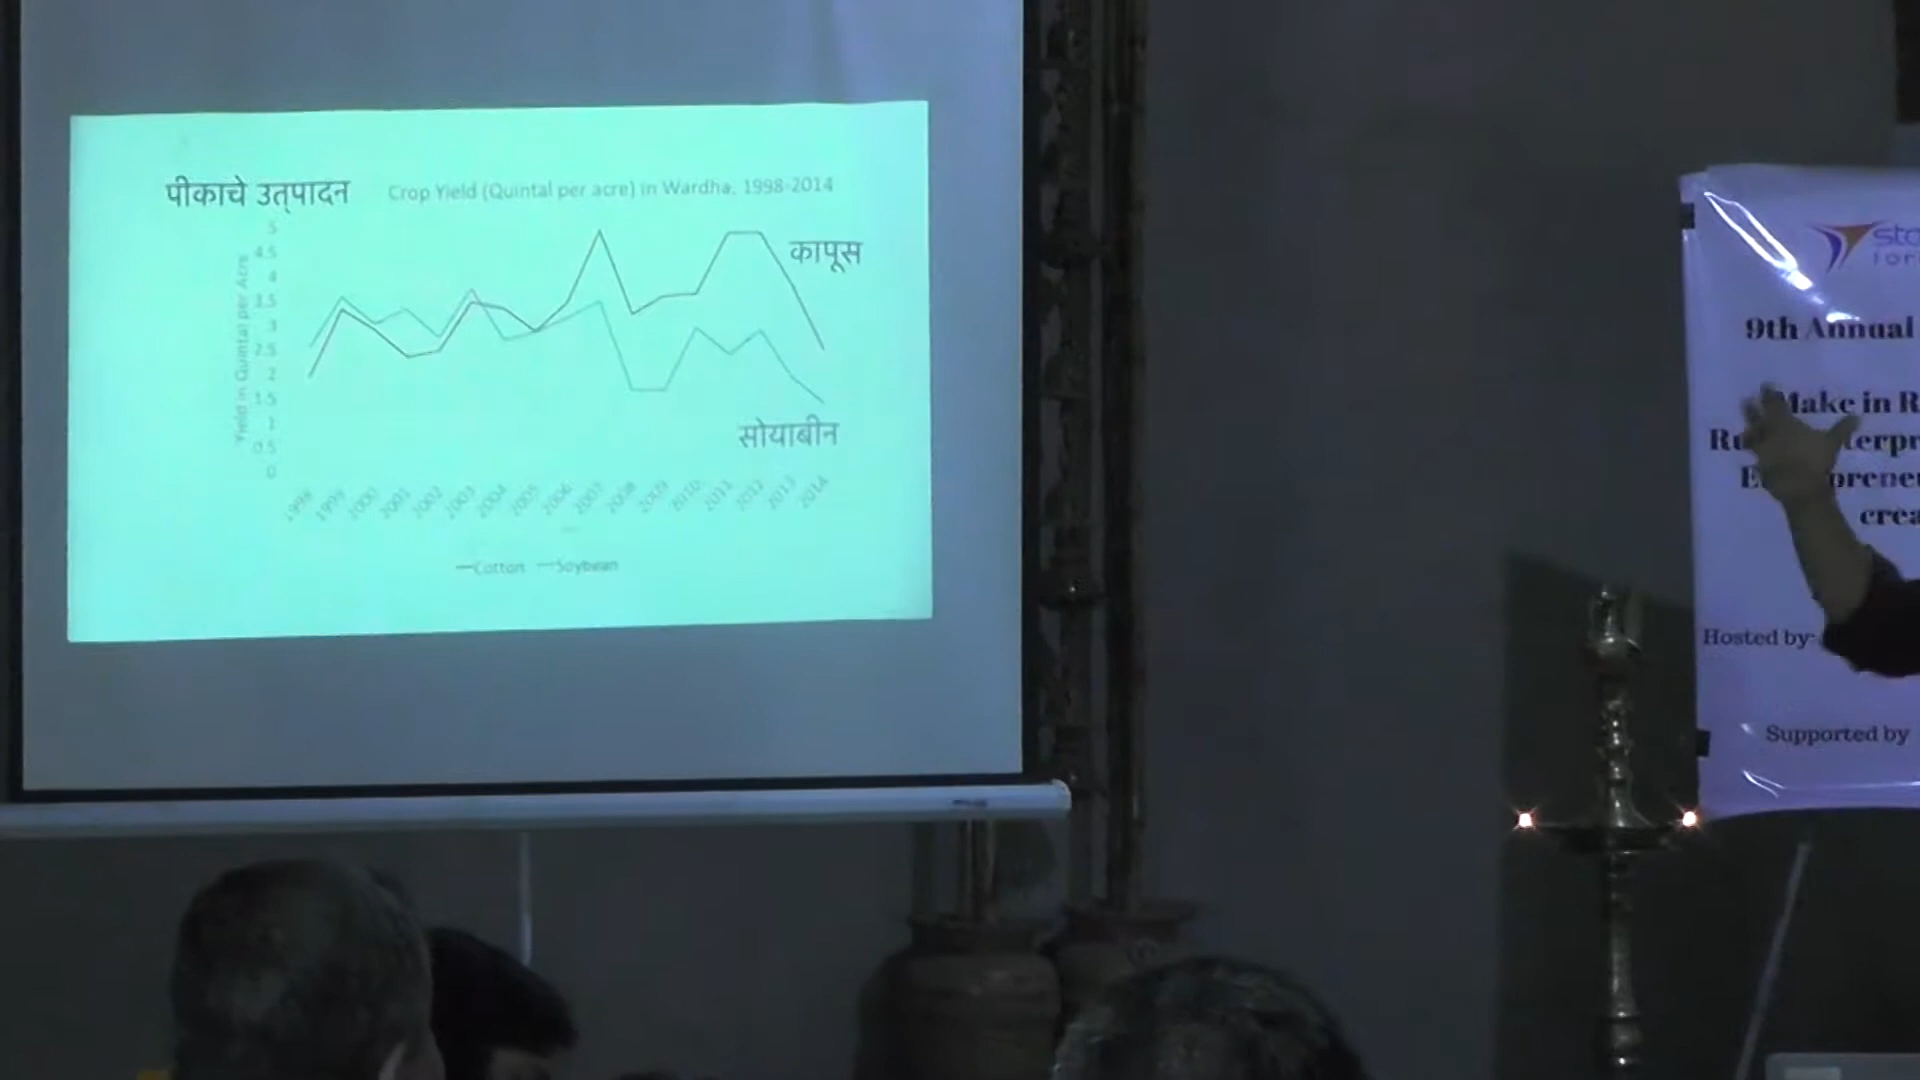 पीकाचे उत्पादन
Crop Yield (Quintal per acre) in Wardha, 1998-2014
Yield in Quintal per Acre
5
4.5
4
3.5
3
2.5
2
1.5
1
0.5
0
कापूस
सोयाबीन
1998 1999 2000 2001 2002 2003 2004 2005 2006 2007 2008 2009 2010 2011 2012 2013 2014
Cotton Soybean
9th Annual
Make in R
crea
Hosted by:
Supported by